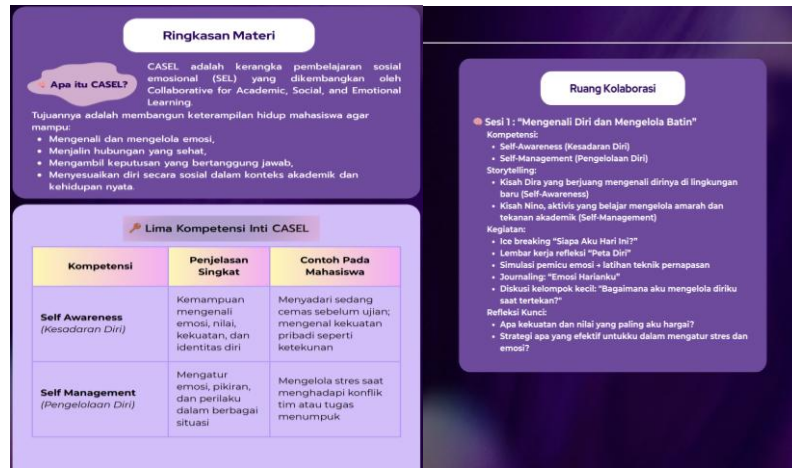 Ringkasan Materi
Apa itu CASEL?
CASEL adalah kerangka pembelajaran sosial
emosional (SEL) yang dikembangkan oleh
Collaborative for Academic, Social, and Emotional
Learning.
Tujuannya adalah membangun keterampilan hidup mahasiswa agar
mampu:
• Mengenali dan mengelola emosi,
• Menjalin hubungan yang sehat,
• Mengambil keputusan yang bertanggung jawab,
• Menyesuaikan diri secara sosial dalam konteks akademik dan
kehidupan nyata.
Lima Kompetensi Inti CASEL
Kompetensi
Penjelasan
Singkat
Contoh Pada
Mahasiswa
Self Awareness
(Kesadaran Diri)
Kemampuan
mengenali
emosi, nilai,
kekuatan, dan
identitas diri
Menyadari sedang
cemas sebelum ujian;
mengenal kekuatan
pribadi seperti
ketekunan
Self Management
(Pengelolaan Diri)
Mengatur
emosi, pikiran,
dan perilaku
dalam berbagai
situasi
Mengelola stres saat
menghadapi konflik
tim atau tugas
menumpuk
Ruang Kolaborasi
Sesi 1 : “Mengenali Diri dan Mengelola Batin”
Kompetensi:
• Self-Awareness (Kesadaran Diri)
• Self-Management (Pengelolaan Diri)
Storytelling:
• Kisah Dira yang berjuang mengenali dirinya di lingkungan
baru (Self-Awareness)
• Kisah Nino, aktivis yang belajar mengelola amarah dan
tekanan akademik (Self-Management)
Kegiatan:
• Ice breaking “Siapa Aku Hari Ini?”
• Lembar kerja refleksi “Peta Diri”
• Simulasi pemicu emosi + latihan teknik pernapasan
• Journaling: “Emosi Harianku”
• Diskusi kelompok kecil: "Bagaimana aku mengelola diriku
saat tertekan?"
Refleksi Kunci:
• Apa kekuatan dan nilai yang paling aku hargai?
• Strategi apa yang efektif untukku dalam mengatur stres dan
emosi?